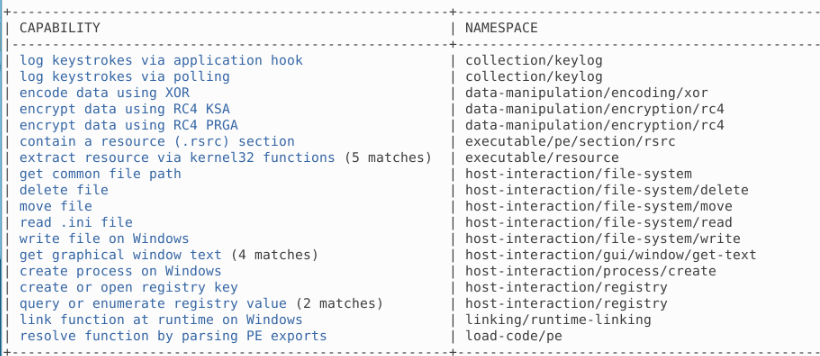 +------------------------------------------------------+---------------------------------------------
| CAPABILITY | NAMESPACE
|------------------------------------------------------+---------------------------------------------
| log keystrokes via application hook | collection/keylog
| log keystrokes via polling | collection/keylog
| encode data using XOR | data-manipulation/encoding/xor
| encrypt data using RC4 KSA | data-manipulation/encryption/rc4
| encrypt data using RC4 PRGA | data-manipulation/encryption/rc4
| contain a resource (.rsrc) section | executable/pe/section/rsrc
| extract resource via kernel32 functions (5 matches) | executable/resource
| get common file path | host-interaction/file-system
| delete file | host-interaction/file-system/delete
| move file | host-interaction/file-system/move
| read .ini file | host-interaction/file-system/read
| write file on Windows | host-interaction/file-system/write
| get graphical window text (4 matches) | host-interaction/gui/window/get-text
| create process on Windows | host-interaction/process/create
| create or open registry key | host-interaction/registry
| query or enumerate registry value (2 matches) | host-interaction/registry
| link function at runtime on Windows | linking/runtime-linking
| resolve function by parsing PE exports | load-code/pe
+------------------------------------------------------+---------------------------------------------